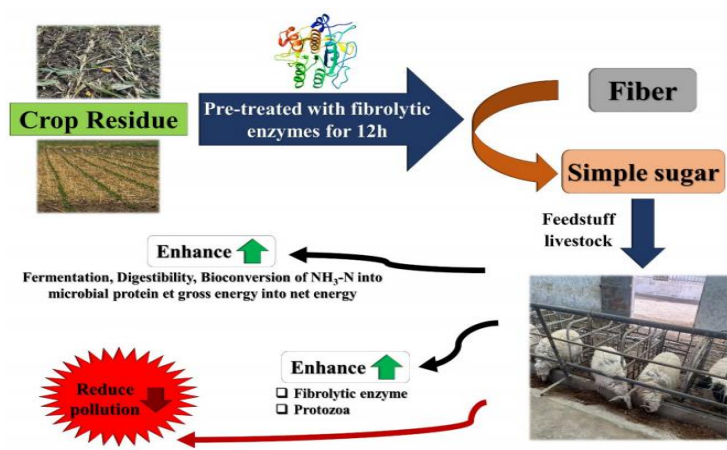 Crop Residue
Pre-treated with fibrolytic
enzymes for 12h
Fiber
Simple sugar
Feedstuff
livestock
Enhance
Fermentation, Digestibility, Bioconversion of NH₃-N into
microbial protein et gross energy into net energy
Enhance
Fibrolytic enzyme
Protozoa
Reduce
pollution